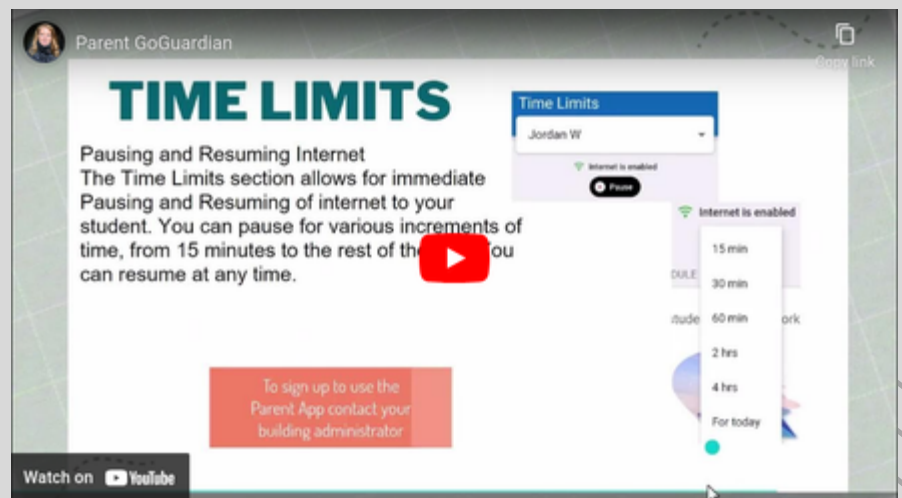 Parent GoGuardian
Copy link
TIME LIMITS
Pausing and Resuming Internet
The Time Limits section allows for immediate
Pausing and Resuming of internet to your
student. You can pause for various increments of
time, from 15 minutes to the rest of the
can resume at any time.
Time Limits
Jordan W
Internet is enabled
Pause
Internet is enabled
15 min
30 min
60 min
2 hrs
4 hrs
For today
To sign up to use the
Parent App contact your
building administrator
Watch on YouTube